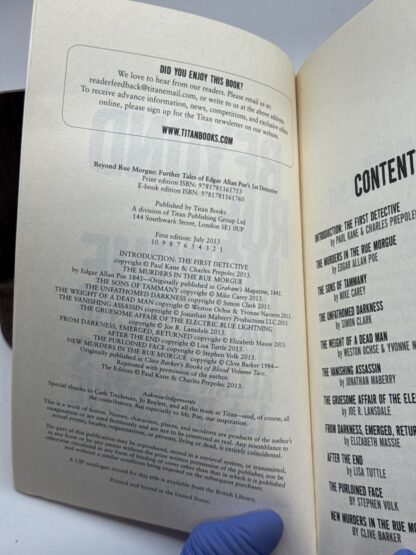 DID YOU ENJOY THIS BOOK?
We love to hear from our readers. Please email us at:
readerfeedback@titanemail.com, or write to us at the above address.
To receive advance information, news, competitions, and exclusive offers
online, please sign up for the Titan newsletter on our website.
WWW.TITANBOOKS.COM
Beyond Rue Morgue: Further Tales of Edgar Allan Poe's 1st Detective
Print edition ISBN: 9781781161753
E-book edition ISBN: 9781781161760
Published by Titan Books
A division of Titan Publishing Group Ltd
144 Southwark Street, London SE1 0UP
First edition: July 2013
10 9 8 7 6 5 4 3 2 1
INTRODUCTION: THE FIRST DETECTIVE
copyright © Paul Kane & Charles Prepolec 2013.
THE MURDERS IN THE RUE MORGUE
by Edgar Allan Poe 1841—Originally published in Graham's Magazine, 1841.
THE SONS OF TAMMANY copyright © Mike Carey 2013.
THE UNFATHOMED DARKNESS copyright © Simon Clark 2013.
THE WEIGHT OF A DEAD MAN copyright © Weston Ochse & Yvonne Navarro 2013.
THE VANISHING ASSASSIN copyright © Jonathan Maberry Productions LLC 2013.
THE GRUESOME AFFAIR OF THE ELECTRIC BLUE LIGHTNING
copyright © Joe R. Lansdale 2013.
FROM DARKNESS, EMERGED, RETURNED copyright © Elizabeth Massie 2013.
AFTER THE END copyright © Lisa Tuttle 2013.
THE PURLOINED FACE copyright © Stephen Volk 2013.
NEW MURDERS IN THE RUE MORGUE copyright © Clive Barker 1984—
Originally published in Clive Barker's Books of Blood Volume Two.
Reprinted with permission of the author.
The Editors © Paul Kane & Charles Prepolec 2013.
Acknowledgements
Special thanks to Cath Trechman, Jo Boylett, and all the team at Titan—and, of course, all
the contributors, but especially to Mr Poe, our inspiration.
This is a work of fiction. Names, characters, places, and incidents are products of the author's
imagination or are used fictitiously and are not to be construed as real. Any resemblance to
actual events, locales, organizations, or persons, living or dead, is entirely coincidental.
No part of this publication may be reproduced, stored in a retrieval system, or transmitted,
in any form or by any means without the prior written permission of the publisher, nor be
otherwise circulated in any form of binding or cover other than that in which it is published
and without a similar condition being imposed on the subsequent purchaser.
A CIP catalogue record for this title is available from the British Library.
Printed and bound in the United States.
CONTENT
INTRODUCTION: THE FIRST DETECTIVE
by PAUL KANE & CHARLES PREPOLEC
THE MURDERS IN THE RUE MORGUE
by EDGAR ALLAN POE
THE SONS OF TAMMANY
by MIKE CAREY
THE UNFATHOMED DARKNESS
by SIMON CLARK
THE WEIGHT OF A DEAD MAN
by WESTON OCHSE & YVONNE
THE VANISHING ASSASSIN
by JONATHAN MABERRY
THE GRUESOME AFFAIR OF THE ELE
by JOE R. LANSDALE
FROM DARKNESS, EMERGED, RETUR
by ELIZABETH MASSIE
AFTER THE END
by LISA TUTTLE
THE PURLOINED FACE
by STEPHEN VOLK
NEW MURDERS IN THE RUE MO
by CLIVE BARKER